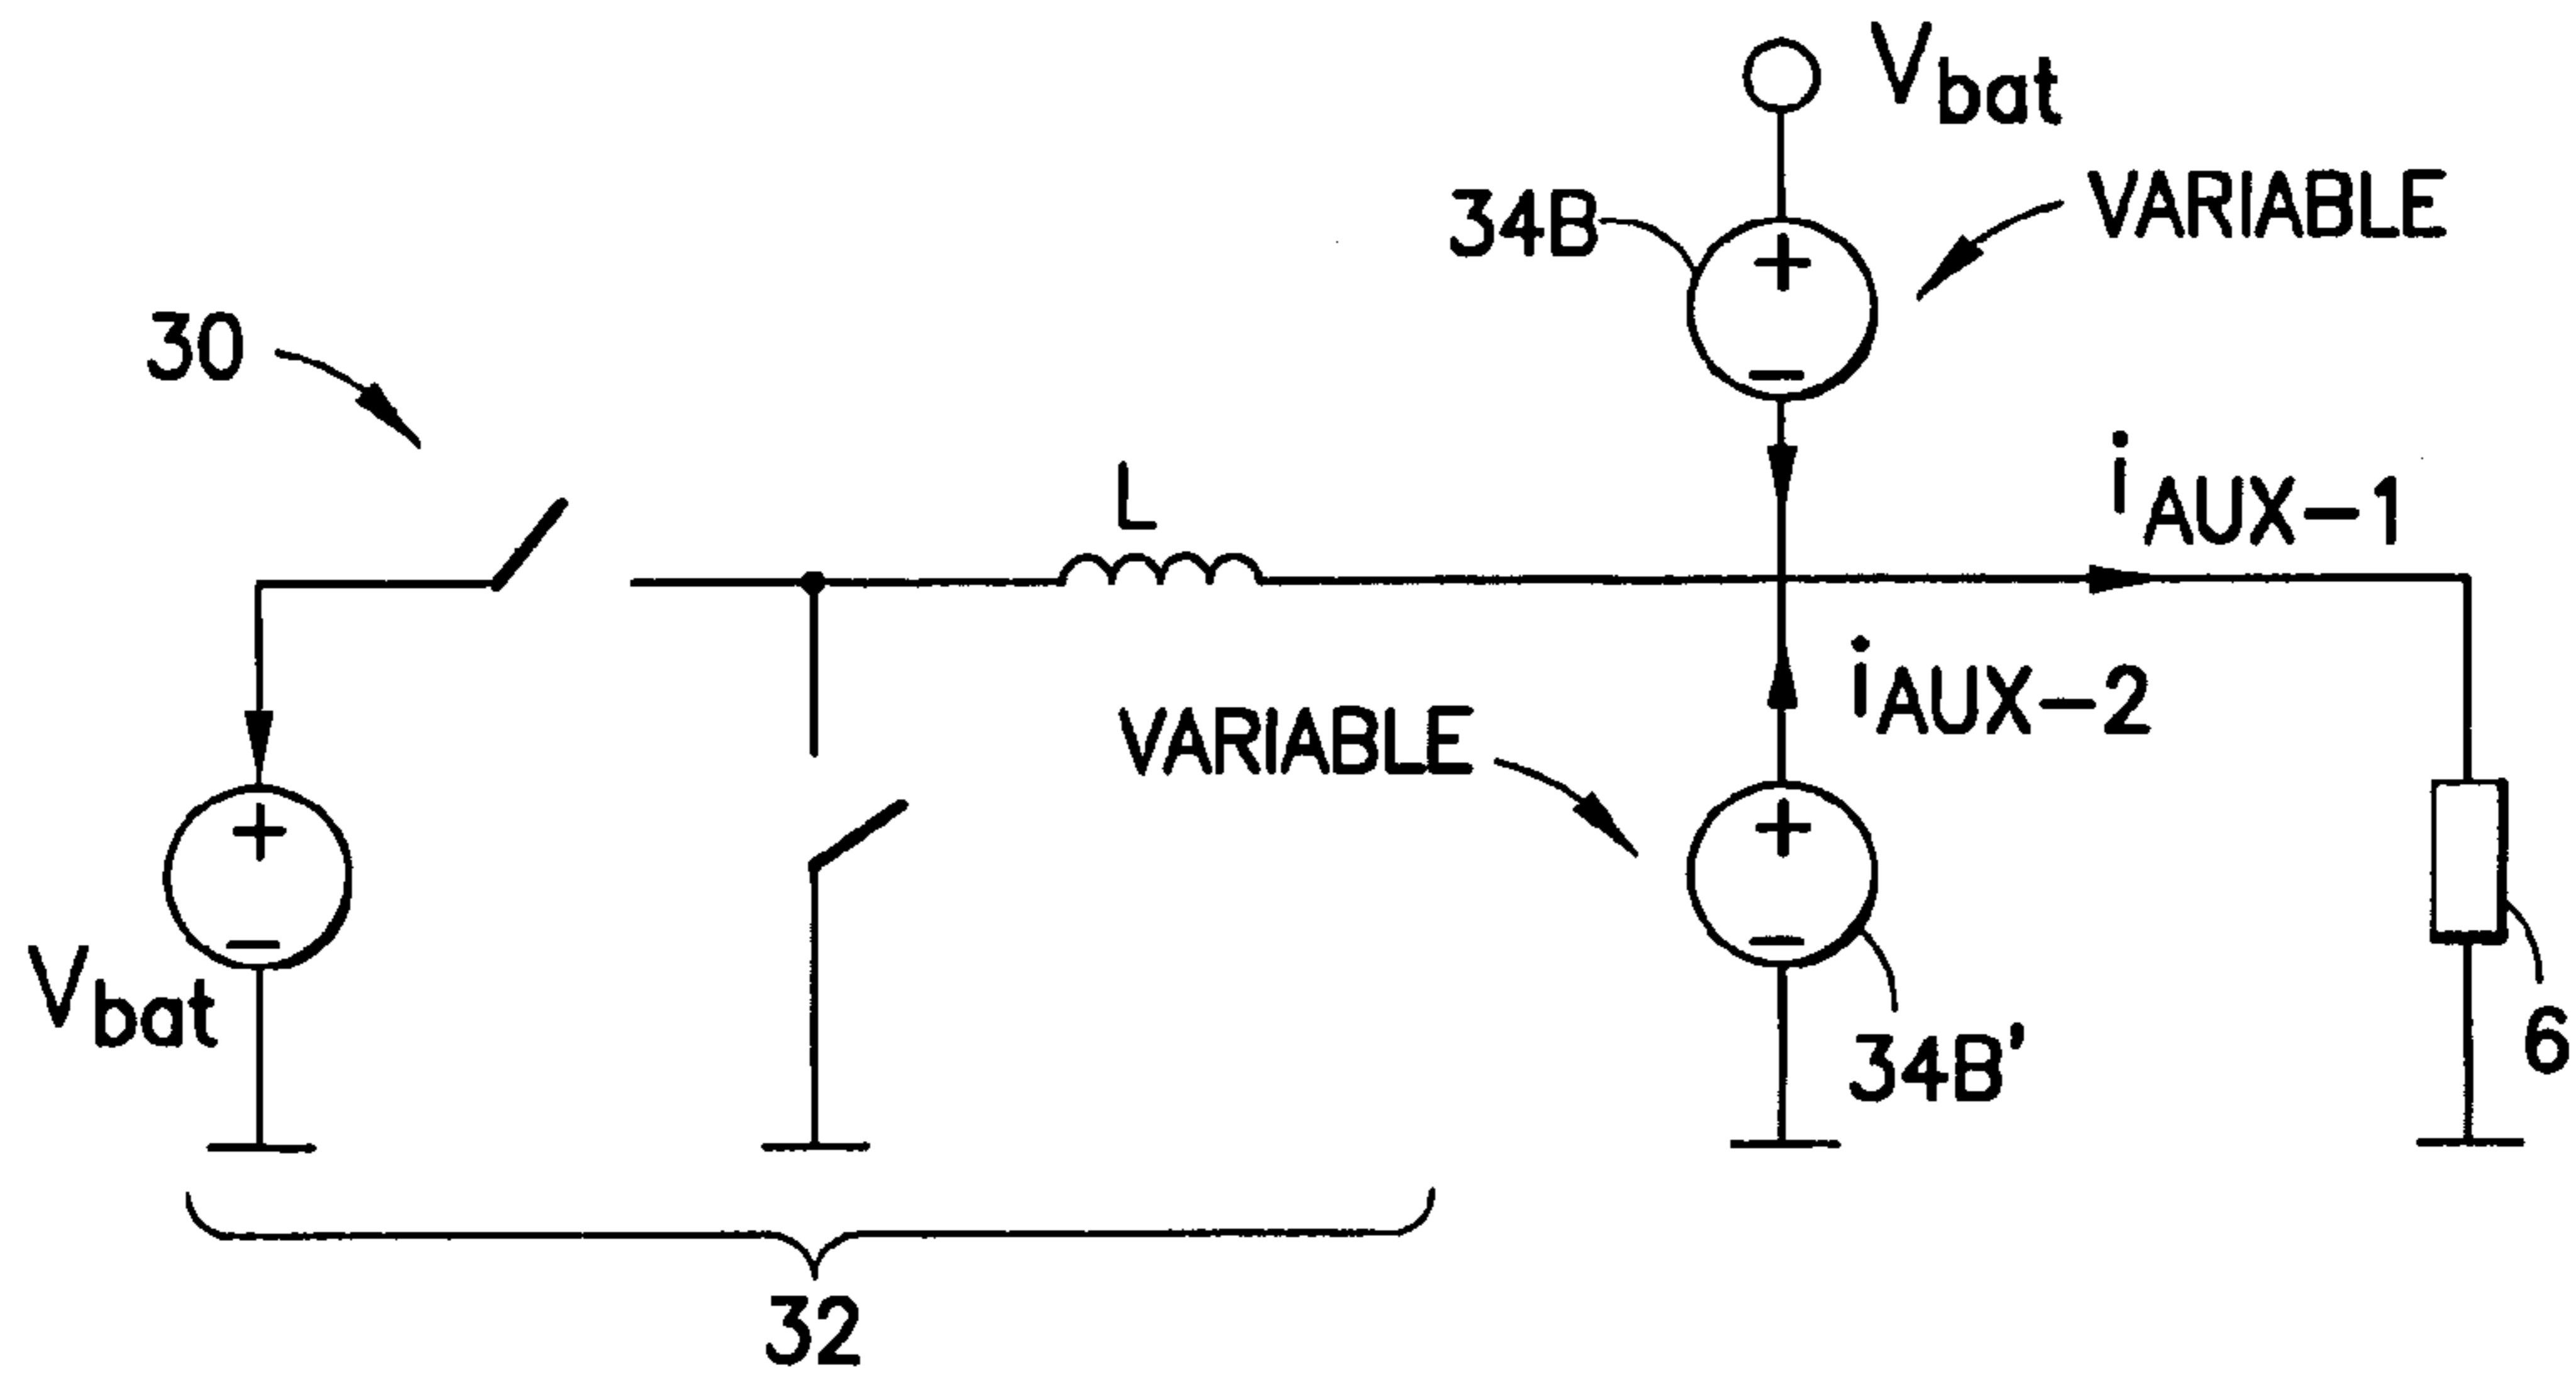 Vbat
34B
VARIABLE
+
−
30
L
iAUX-1
iAUX-2
VARIABLE
+
−
Vbat
+
−
34B'
6
32